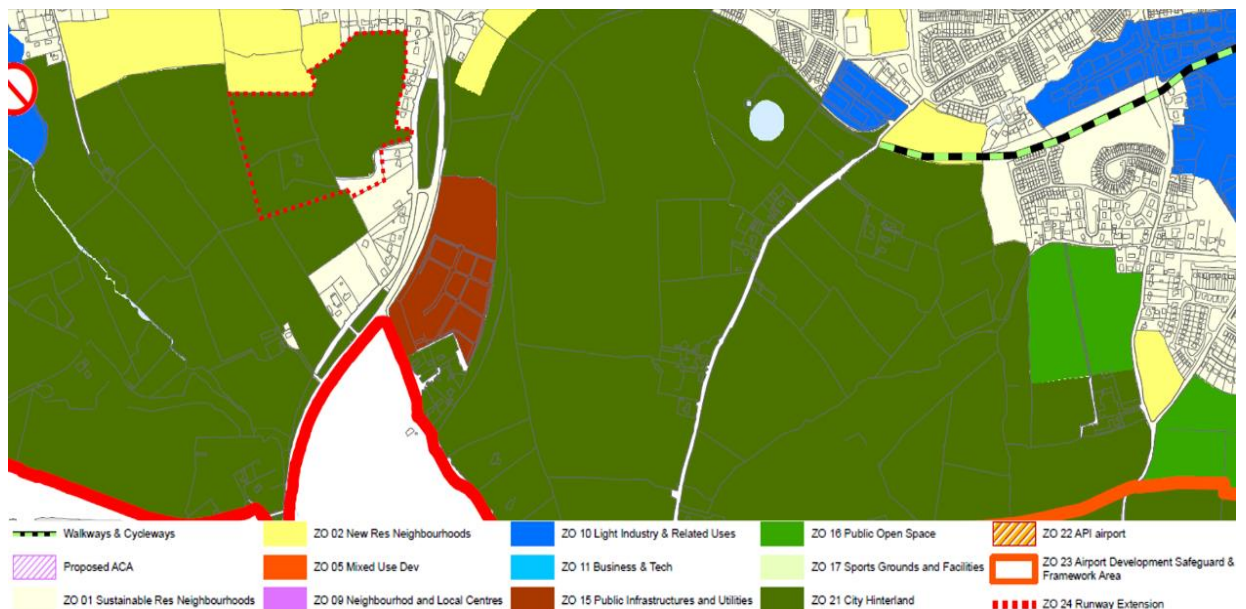 Walkways & Cycleways
ZO 02 New Res Neighbourhoods
ZO 10 Light Industry & Related Uses
ZO 16 Public Open Space
ZO 22 API airport
Proposed ACA
ZO 05 Mixed Use Dev
ZO 11 Business & Tech
ZO 17 Sports Grounds and Facilities
ZO 23 Airport Development Safeguard &
Framework Area
ZO 01 Sustainable Res Neighbourhoods
ZO 09 Neighbourhod and Local Centres
ZO 15 Public Infrastructures and Utilities
ZO 21 City Hinterland
ZO 24 Runway Extension